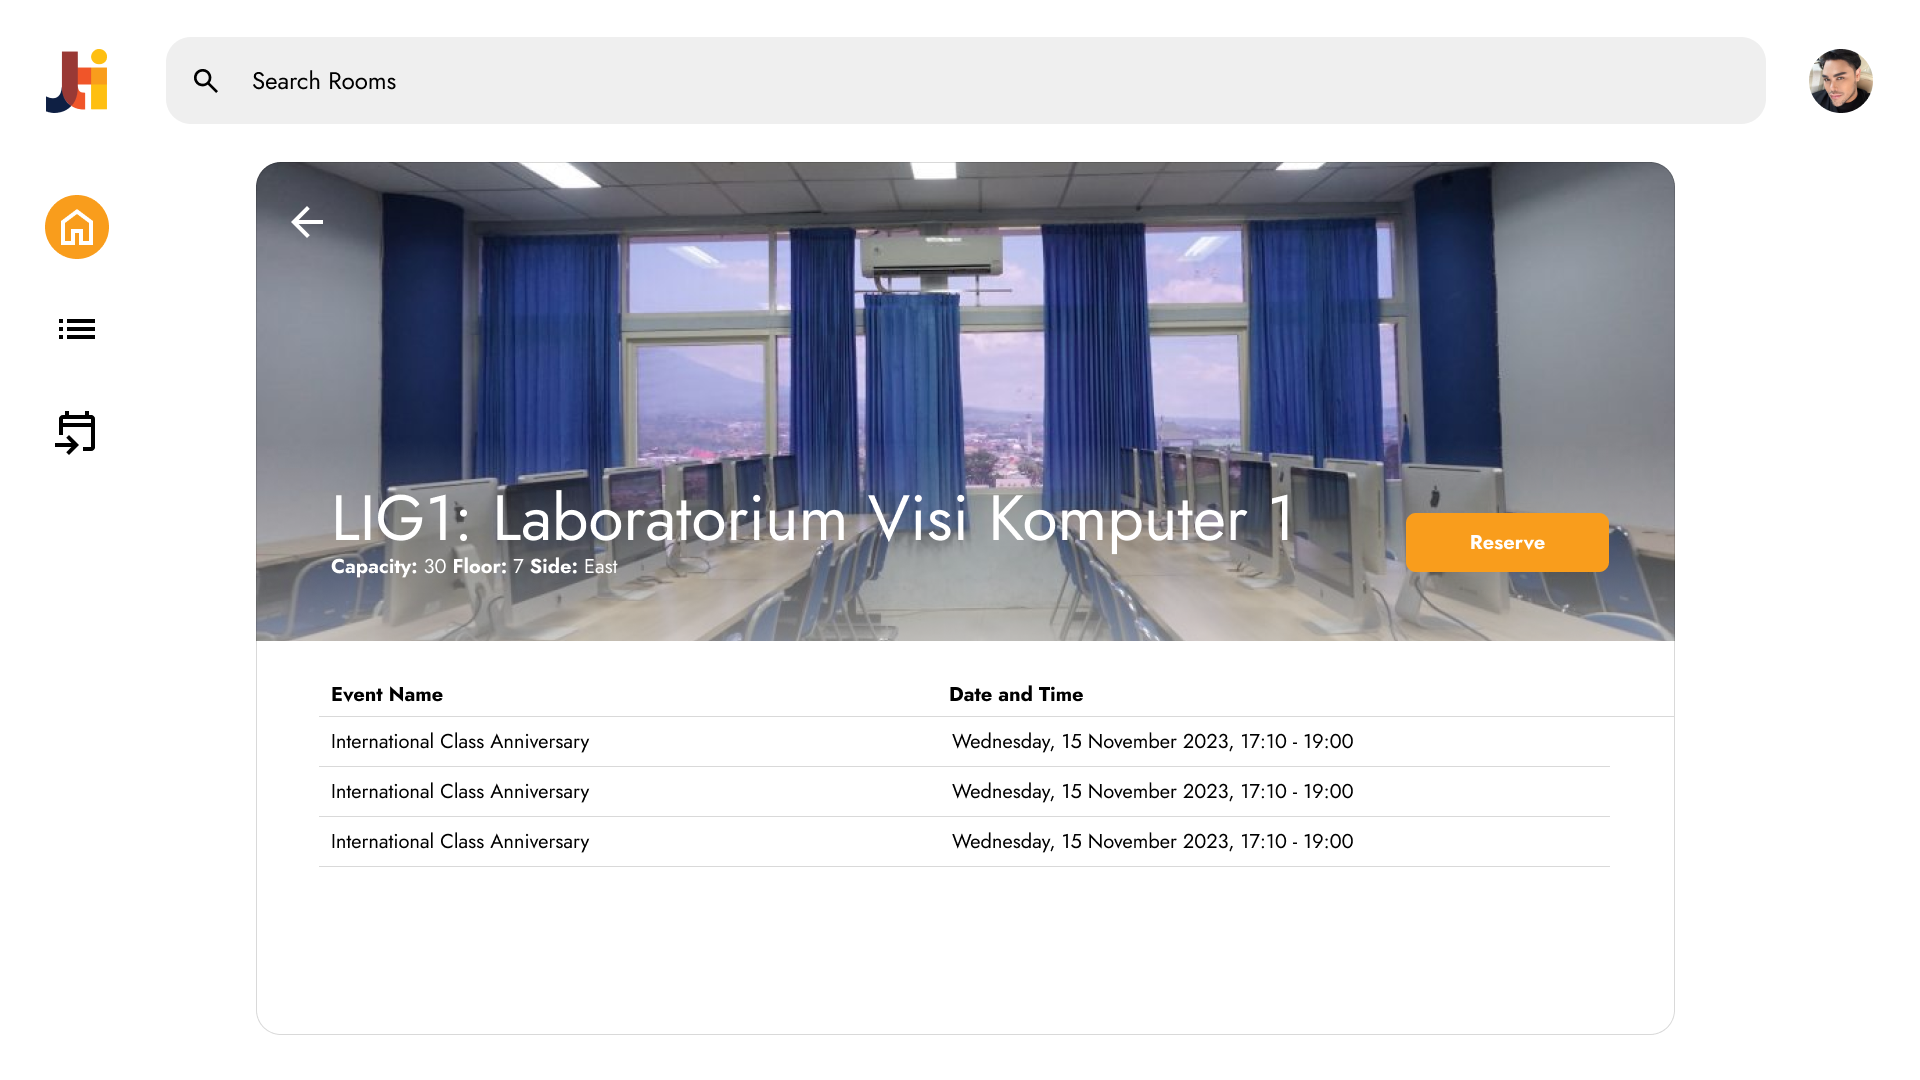 Jti
Search Rooms
LIG1: Laboratorium Visi Komputer 1
Capacity: 30 Floor: 7 Side: East
Reserve
Event Name Date and Time
International Class Anniversary Wednesday, 15 November 2023, 17:10 - 19:00
International Class Anniversary Wednesday, 15 November 2023, 17:10 - 19:00
International Class Anniversary Wednesday, 15 November 2023, 17:10 - 19:00